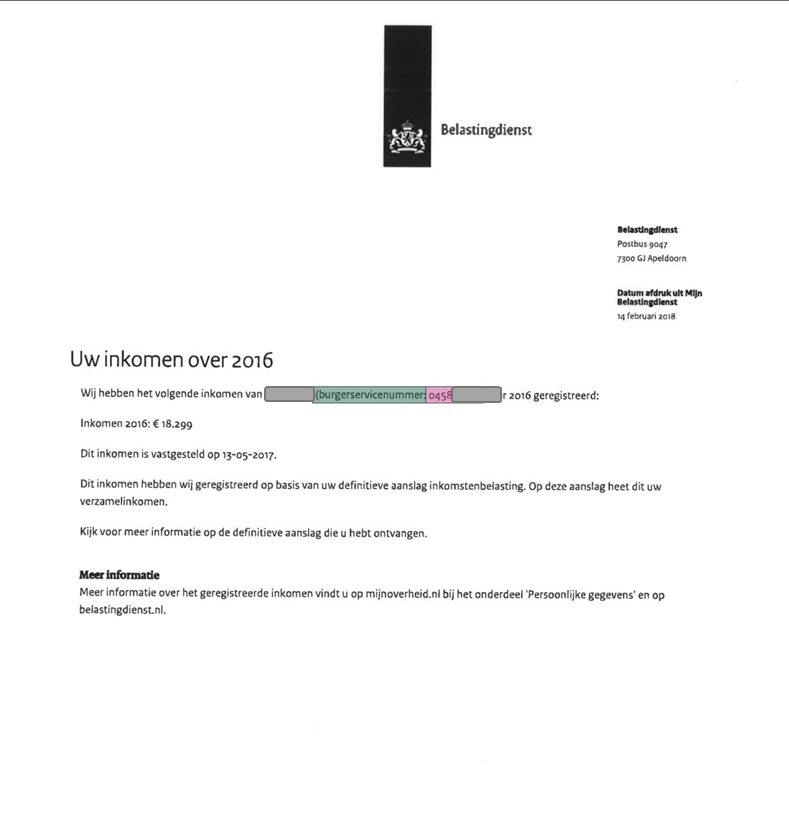 Belastingdienst
Belastingdienst
Postbus 9047
7300 GJ Apeldoorn
Datum afdruk uit Mijn
Belastingdienst
14 februari 2018
Uw inkomen over 2016
Wij hebben het volgende inkomen van (burgerservicenummer: 0458 r 2016 geregistreerd:
Inkomen 2016: € 18.299
Dit inkomen is vastgesteld op 13-05-2017.
Dit inkomen hebben wij geregistreerd op basis van uw definitieve aanslag inkomstenbelasting. Op deze aanslag heet dit uw
verzamelinkomen.
Kijk voor meer informatie op de definitieve aanslag die u hebt ontvangen.
Meer informatie
Meer informatie over het geregistreerde inkomen vindt u op mijnoverheid.nl bij het onderdeel 'Persoonlijke gegevens' en op
belastingdienst.nl.